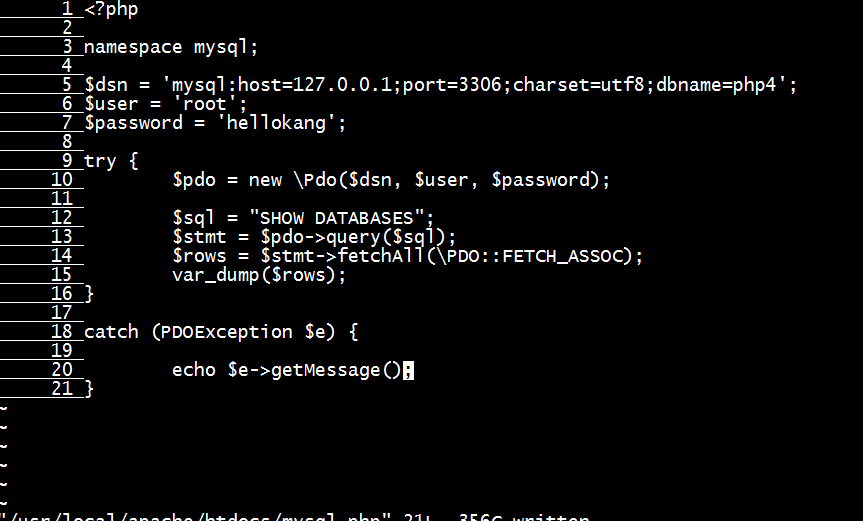 1 <?php
2
3 namespace mysql;
4
5 $dsn = 'mysql:host=127.0.0.1;port=3306;charset=utf8;dbname=php4';
6 $user = 'root';
7 $password = 'hellokang';
8
9 try {
10 $pdo = new \Pdo($dsn, $user, $password);
11
12 $sql = "SHOW DATABASES";
13 $stmt = $pdo->query($sql);
14 $rows = $stmt->fetchAll(\PDO::FETCH_ASSOC);
15 var_dump($rows);
16 }
17
18 catch (PDOException $e) {
19
20 echo $e->getMessage();
21 }
~
~
~
~
~
~
"/usr/local/apache/htdocs/mysql.php" 21L, 356C written